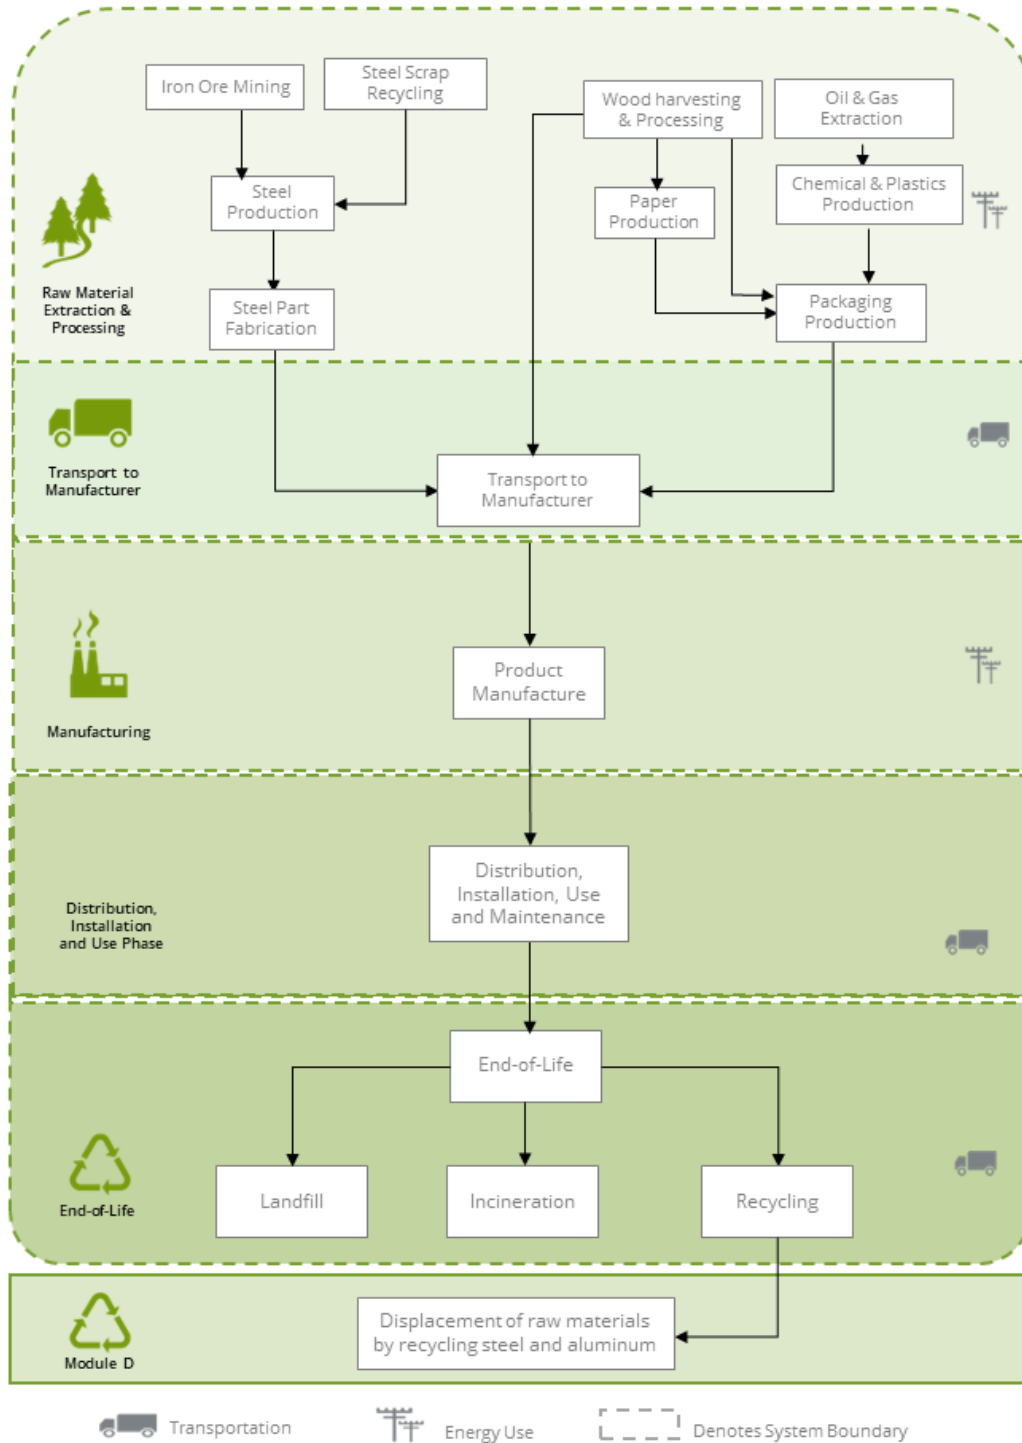 Iron Ore Mining
Steel Scrap
Recycling
Wood harvesting
& Processing
Oil & Gas
Extraction
Steel
Production
Paper
Production
Chemical & Plastics
Production
Raw Material
Extraction &
Processing
Steel Part
Fabrication
Packaging
Production
Transport to
Manufacturer
Transport to
Manufacturer
Product
Manufacture
Manufacturing
Distribution,
Installation, Use
and Maintenance
Distribution,
Installation
and Use Phase
End-of-Life
Landfill
Incineration
Recycling
End-of-Life
Displacement of raw materials
by recycling steel and aluminum
Module D
Transportation
Energy Use
Denotes System Boundary